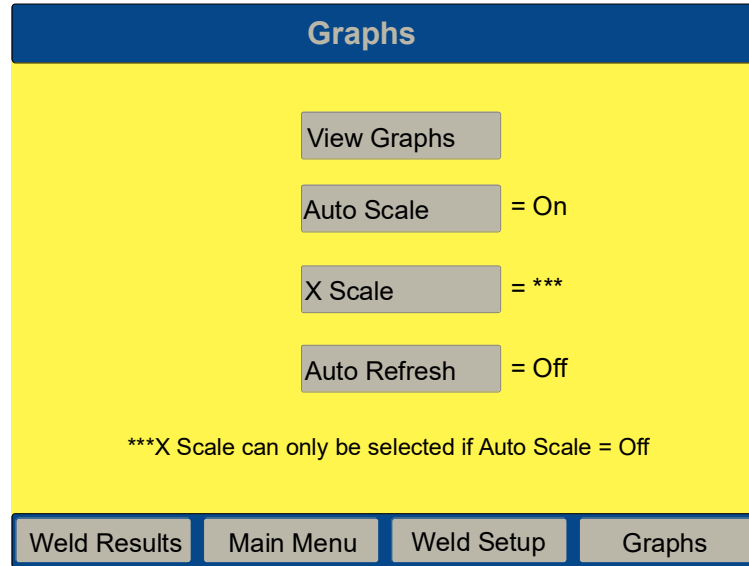 Graphs
View Graphs
Auto Scale = On
X Scale = ***
Auto Refresh = Off
***X Scale can only be selected if Auto Scale = Off
Weld Results Main Menu Weld Setup Graphs